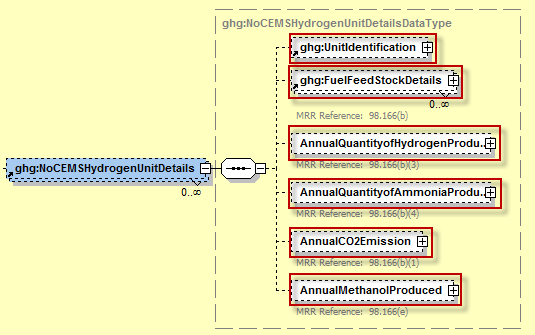 ghg:NoCEMSHydrogenUnitDetailsDataType
ghg:UnitIdentification
ghg:FuelFeedStockDetails
0..∞
MRR Reference: 98.166(b)
AnnualQuantityofHydrogenProdu..
MRR Reference: 98.166(b)(3)
ghg:NoCEMSHydrogenUnitDetails
0..∞
AnnualQuantityofAmmoniaProdu..
MRR Reference: 98.166(b)(4)
AnnualCO2Emission
MRR Reference: 98.166(b)(1)
AnnualMethanolProduced
MRR Reference: 98.166(e)